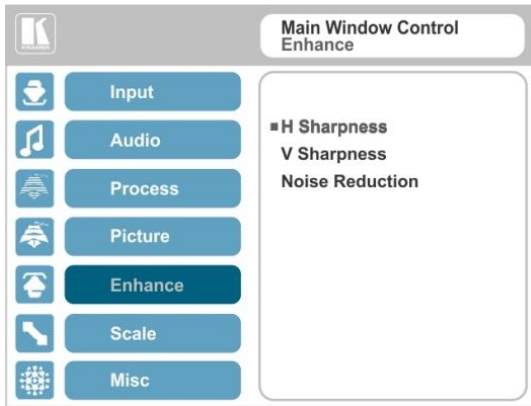 Main Window Control
Enhance
Input
Audio
Process
Picture
Enhance
Scale
Misc
H Sharpness
V Sharpness
Noise Reduction